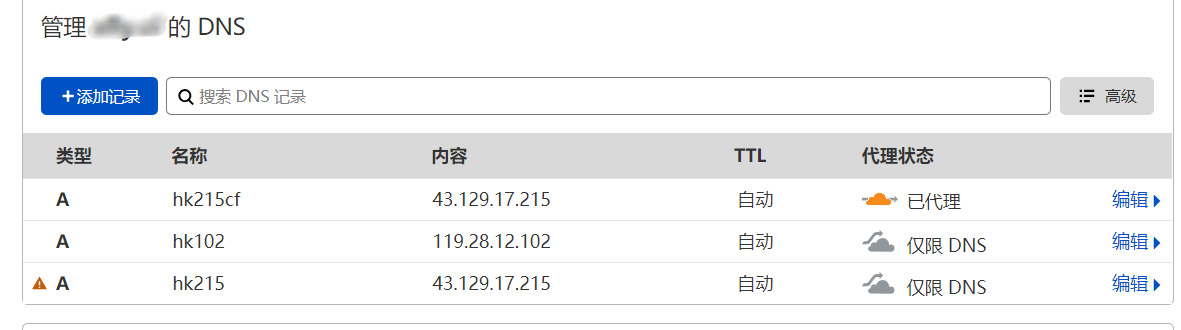 管理 的 DNS
+添加记录 搜索 DNS 记录 高级
类型 名称 内容 TTL 代理状态
A hk215cf 43.129.17.215 自动 已代理 编辑
A hk102 119.28.12.102 自动 仅限 DNS 编辑
A hk215 43.129.17.215 自动 仅限 DNS 编辑